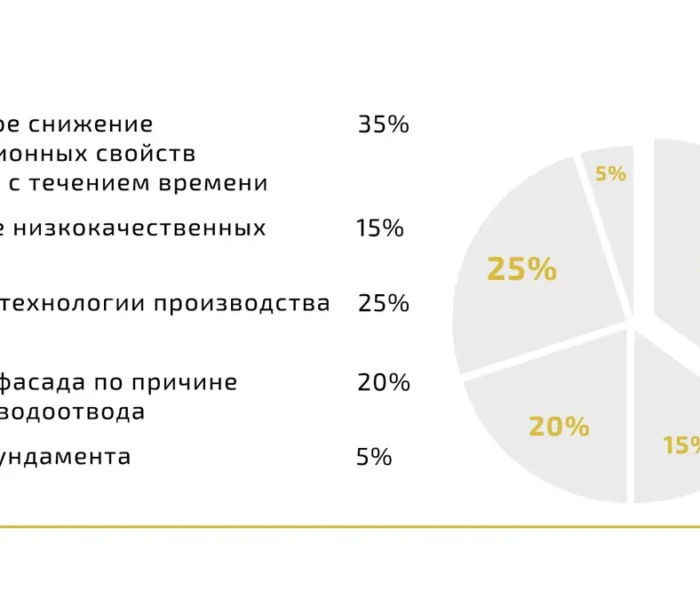 ое снижение 35%
ионных свойств
с течением времени
е низкокачественных 15%
технологии производства 25%
фасада по причине 20%
водоотвода
ундамента 5%
5%
25%
20%
15%